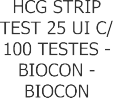 HCG STRIP
TEST 25 UI C/
100 TESTES -
BIOCON -
BIOCON